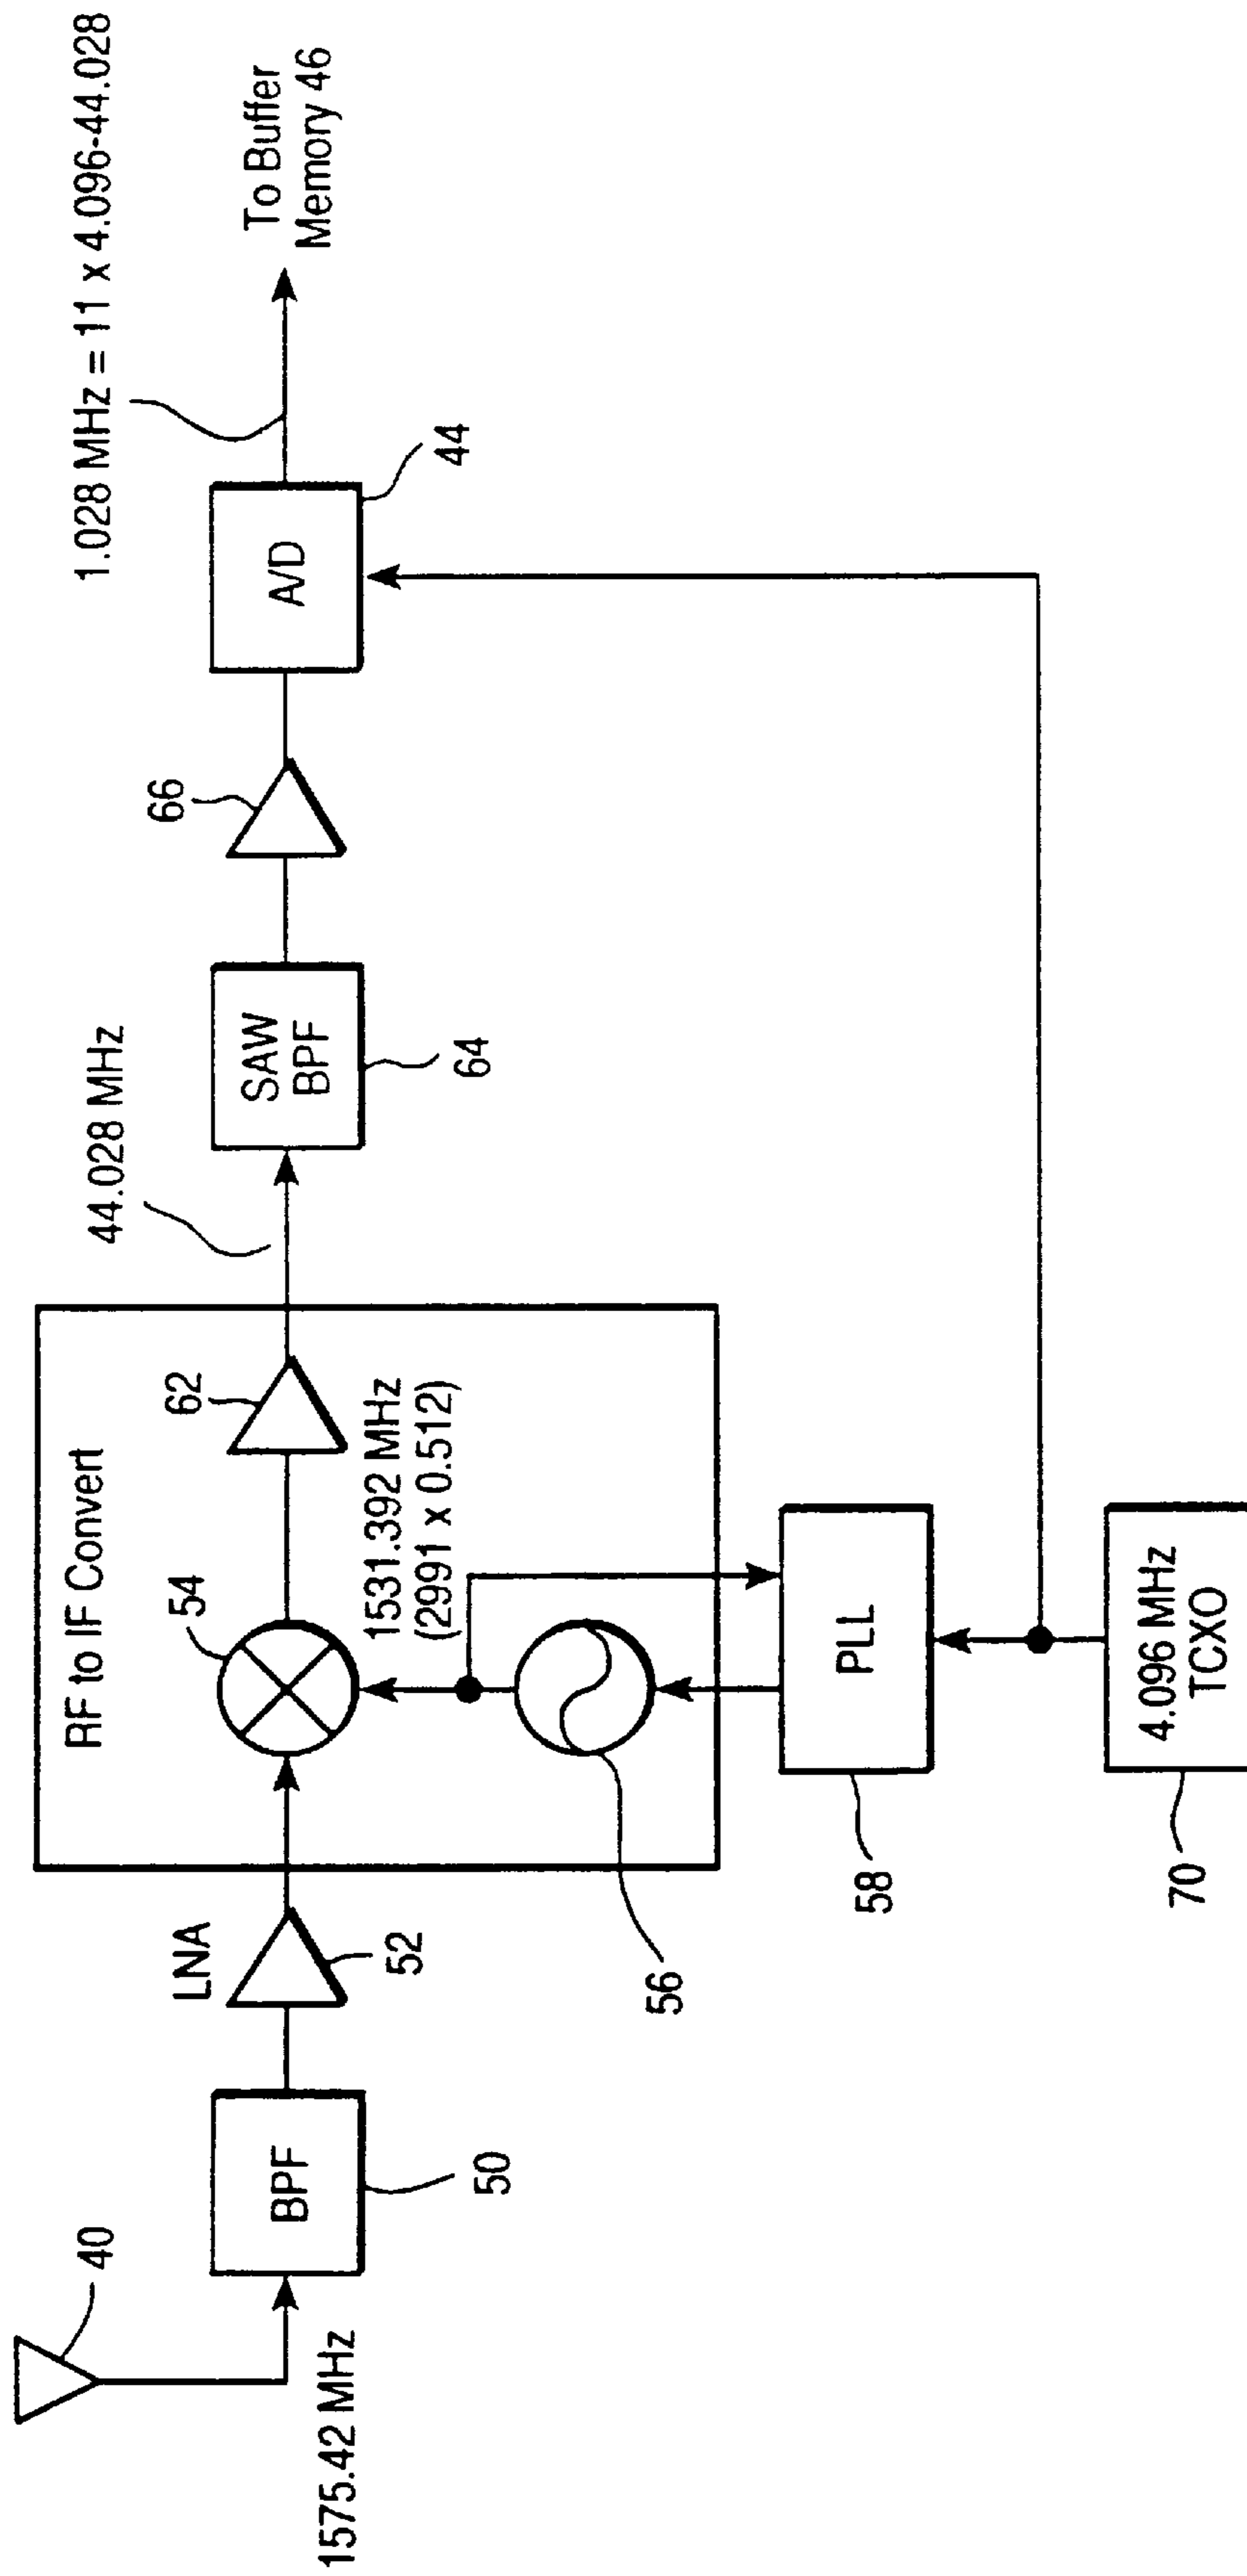 40
1575.42 MHz
BPF
50
LNA
52
RF to IF Convert
54
56
1531.392 MHz
(2991 x 0.512)
62
44.028 MHz
SAW
BPF
64
66
A/D
44
1.028 MHz = 11 x 4.096-44.028
To Buffer
Memory 46
PLL
58
4.096 MHz
TCXO
70